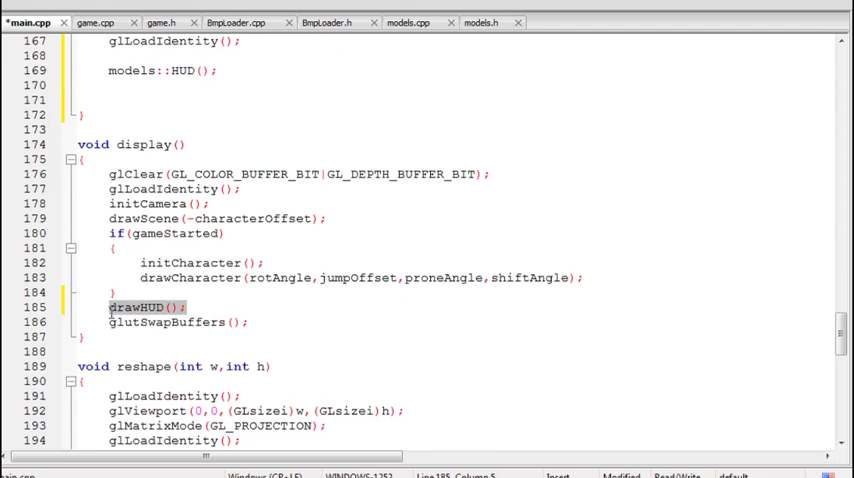 *main.cpp game.cpp game.h BmpLoader.cpp BmpLoader.h models.cpp models.h
167 glLoadIdentity();
168
169 models::HUD();
170
171
172 }
173
174 void display()
175 {
176 glClear(GL_COLOR_BUFFER_BIT|GL_DEPTH_BUFFER_BIT);
177 glLoadIdentity();
178 initCamera();
179 drawScene(-characterOffset);
180 if(gameStarted)
181 {
182 initCharacter();
183 drawCharacter(rotAngle,jumpOffset,proneAngle,shiftAngle);
184 }
185 drawHUD();
186 glutSwapBuffers();
187 }
188
189 void reshape(int w,int h)
190 {
191 glLoadIdentity();
192 glViewport(0,0,(GLsizei)w,(GLsizei)h);
193 glMatrixMode(GL_PROJECTION);
194 glLoadIdentity();
main.cpp Windows (CR+LF) WINDOWS-1252 Line 185, Column 5 Insert Modified Read/Write default